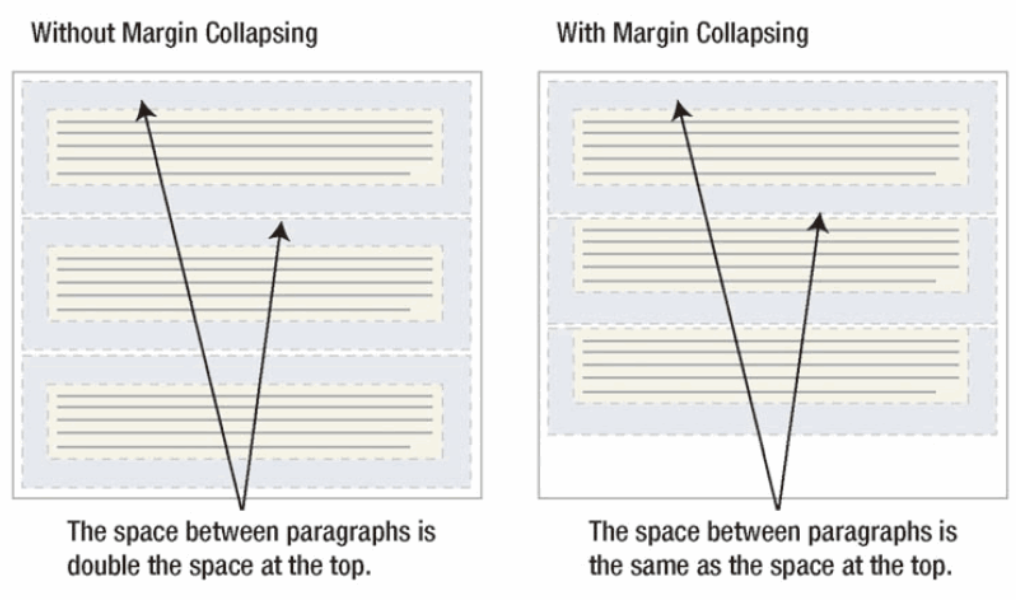 Without Margin Collapsing
With Margin Collapsing
The space between paragraphs is
double the space at the top.
The space between paragraphs is
the same as the space at the top.